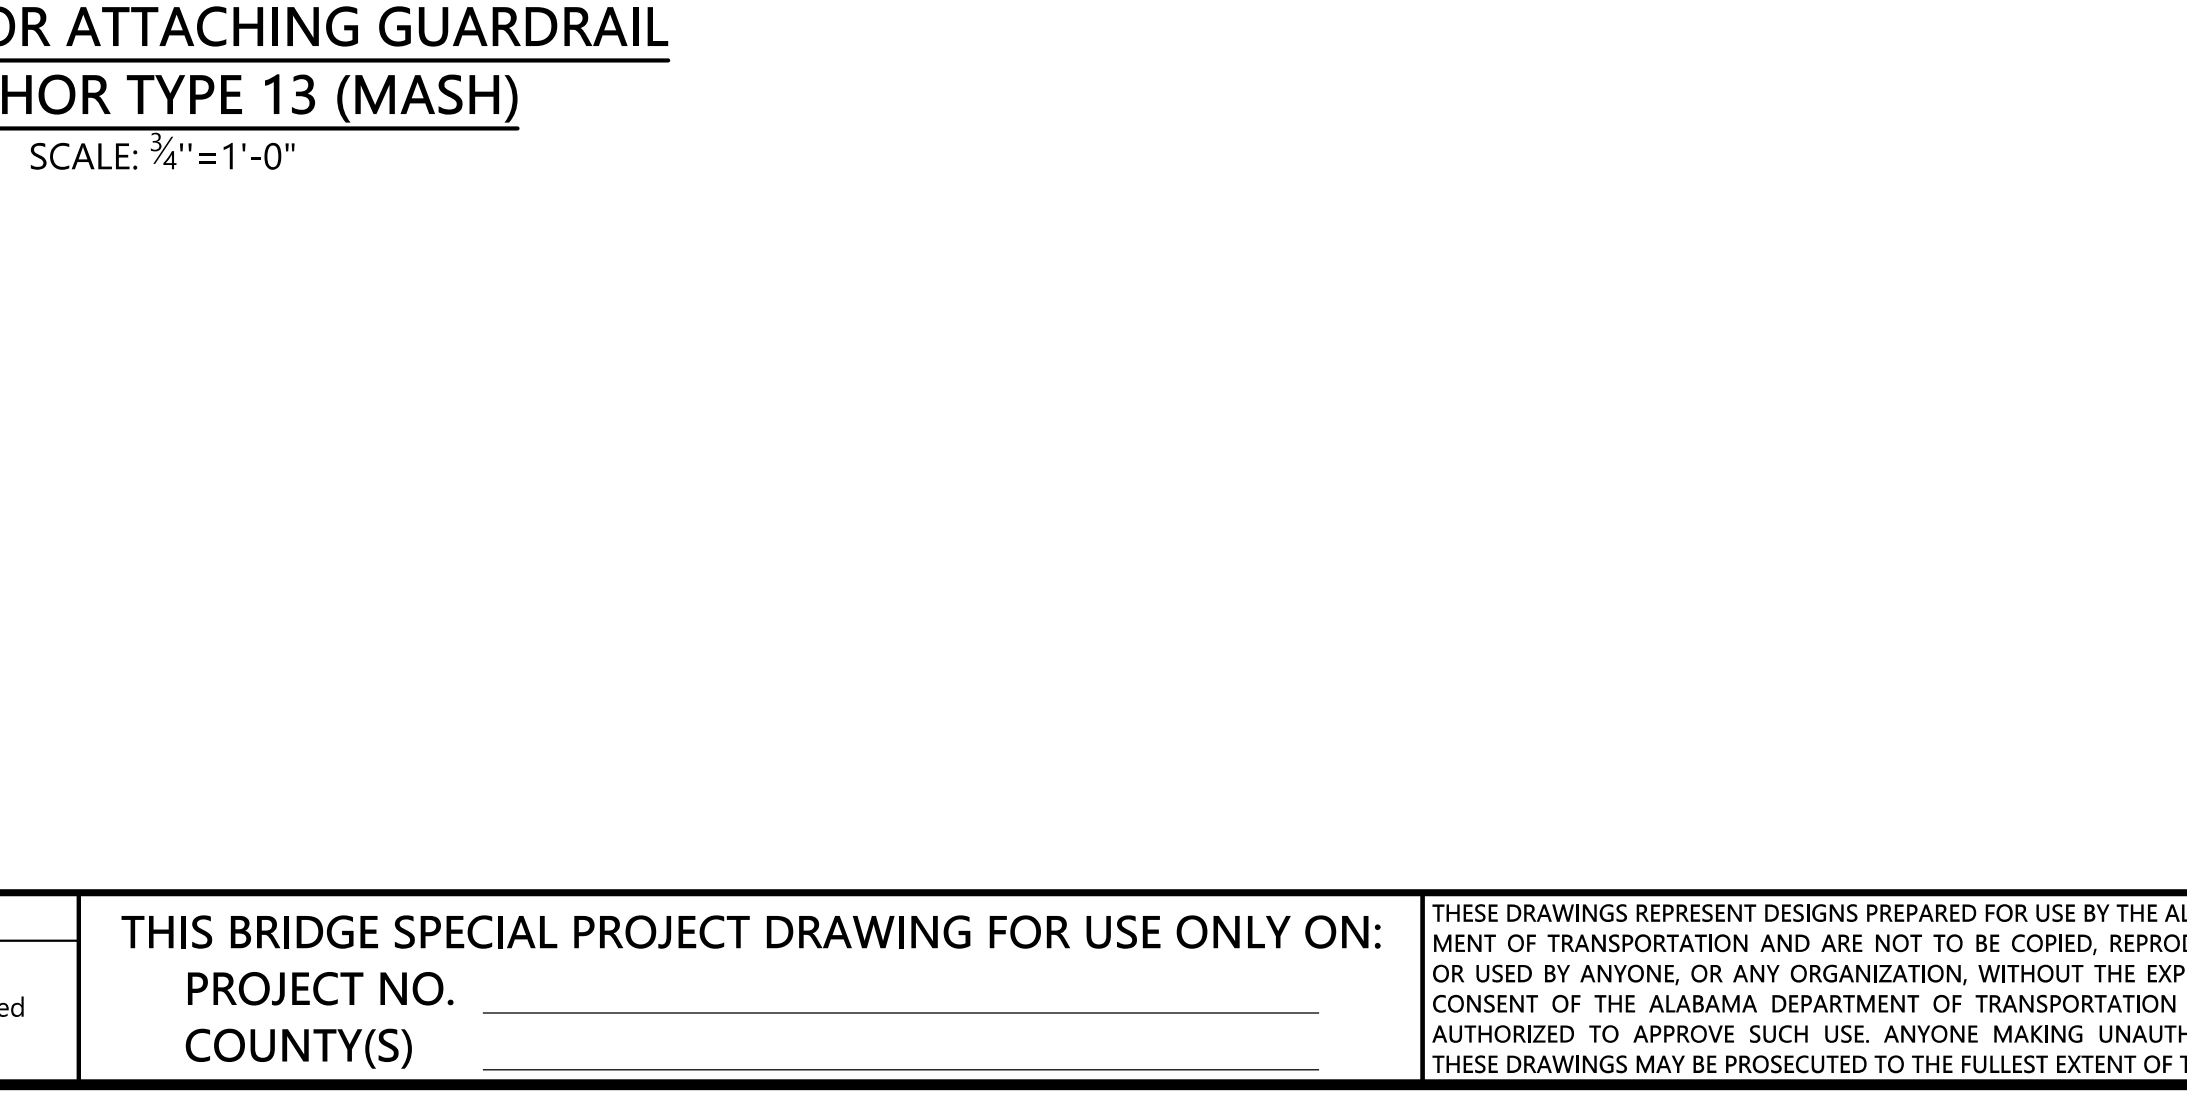 OR ATTACHING GUARDRAIL
HOR TYPE 13 (MASH)
SCALE: ¾''=1'-0"
ed
THIS BRIDGE SPECIAL PROJECT DRAWING FOR USE ONLY ON:
PROJECT NO.
COUNTY(S)
THESE DRAWINGS REPRESENT DESIGNS PREPARED FOR USE BY THE AL
MENT OF TRANSPORTATION AND ARE NOT TO BE COPIED, REPROD
OR USED BY ANYONE, OR ANY ORGANIZATION, WITHOUT THE EXP
CONSENT OF THE ALABAMA DEPARTMENT OF TRANSPORTATION
AUTHORIZED TO APPROVE SUCH USE. ANYONE MAKING UNAUTH
THESE DRAWINGS MAY BE PROSECUTED TO THE FULLEST EXTENT OF T